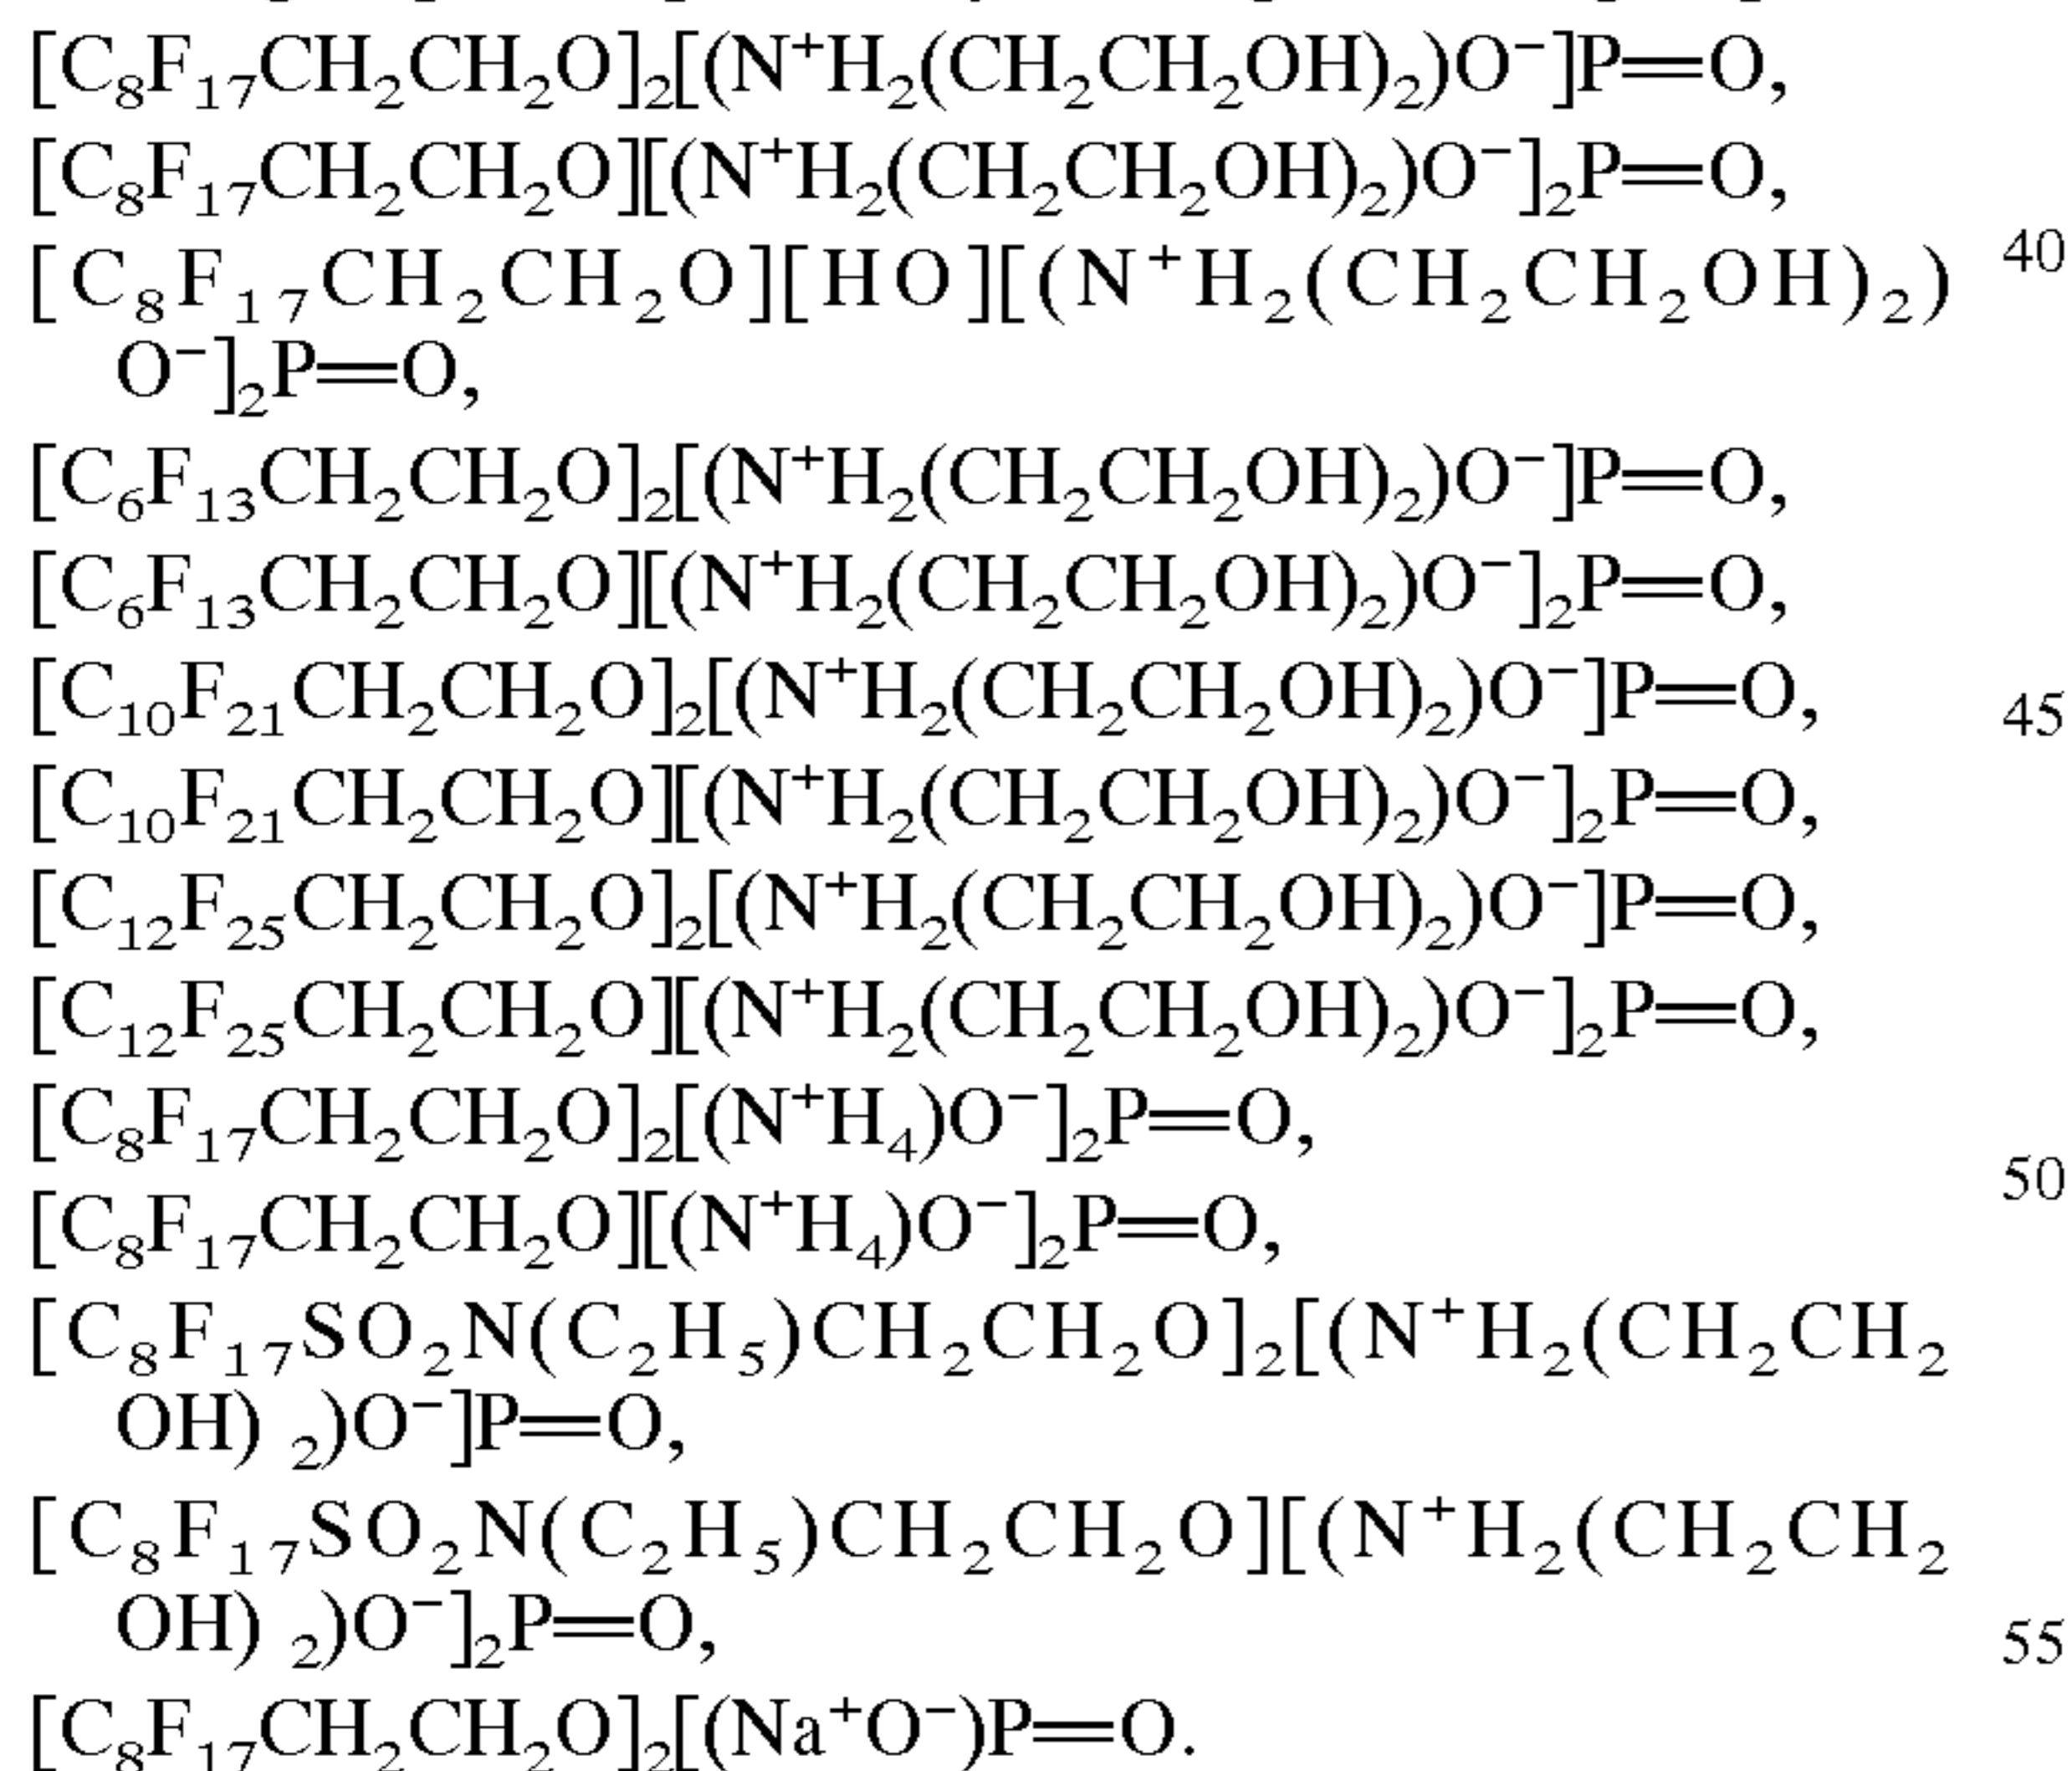 [C₈F₁₇CH₂CH₂O]₂[(N⁺H₂(CH₂CH₂OH)₂)O⁻]P═O,
[C₈F₁₇CH₂CH₂O][(N⁺H₂(CH₂CH₂OH)₂)O⁻]₂P═O,
[C₈F₁₇CH₂CH₂O][HO][(N⁺H₂(CH₂CH₂OH)₂) 40
O⁻]₂P═O,
[C₆F₁₃CH₂CH₂O]₂[(N⁺H₂(CH₂CH₂OH)₂)O⁻]P═O,
[C₆F₁₃CH₂CH₂O][(N⁺H₂(CH₂CH₂OH)₂)O⁻]₂P═O,
[C₁₀F₂₁CH₂CH₂O]₂[(N⁺H₂(CH₂CH₂OH)₂)O⁻]P═O, 45
[C₁₀F₂₁CH₂CH₂O][(N⁺H₂(CH₂CH₂OH)₂)O⁻]₂P═O,
[C₁₂F₂₅CH₂CH₂O]₂[(N⁺H₂(CH₂CH₂OH)₂)O⁻]P═O,
[C₁₂F₂₅CH₂CH₂O][(N⁺H₂(CH₂CH₂OH)₂)O⁻]₂P═O,
[C₈F₁₇CH₂CH₂O]₂[(N⁺H₄)O⁻]₂P═O,
50
[C₈F₁₇CH₂CH₂O][(N⁺H₄)O⁻]₂P═O,
[C₈F₁₇SO₂N(C₂H₅)CH₂CH₂O]₂[(N⁺H₂(CH₂CH₂
OH) ₂)O⁻]P═O,
[C₈F₁₇SO₂N(C₂H₅)CH₂CH₂O][(N⁺H₂(CH₂CH₂
OH) ₂)O⁻]₂P═O, 55
[C₈F₁₇CH₂CH₂O]₂[(Na⁺O⁻)P═O.